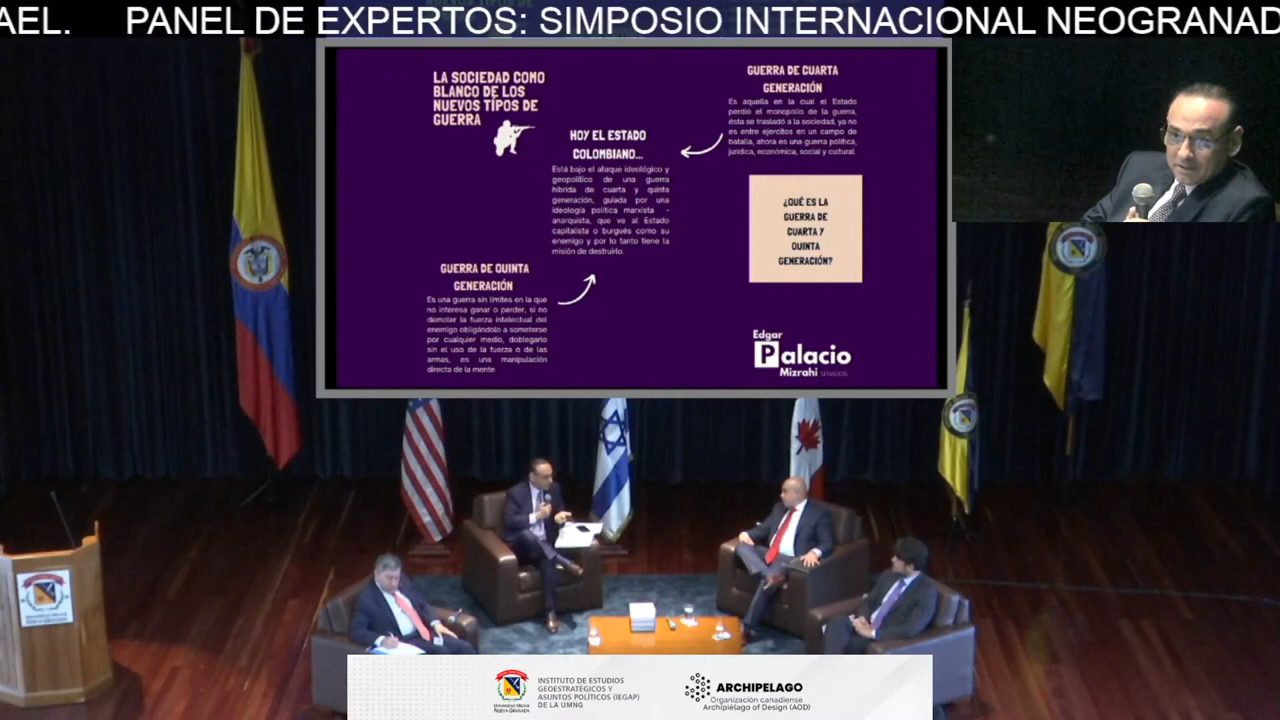 AEL. PANEL DE EXPERTOS: SIMPOSIO INTERNACIONAL NEOGRANAD
LA SOCIEDAD COMO
BLANCO DE LOS
NUEVOS TIPOS DE
GUERRA
GUERRA DE CUARTA
GENERACIÓN
Es aquella en la cual el Estado
perdió el monopolio de la guerra,
ésta se trasladó a la sociedad, ya no
es entre ejercitos en un campo de
batalla, ahora es una guerra política,
jurídica, económica, social y cultural.
HOY EL ESTADO
COLOMBIANO...
Está bajo el ataque ideológico y
geopolítico de una guerra
híbrida de cuarta y quinta
generación, guiada por una
ideología política marxista -
anarquista, que ve al Estado
capitalista o burgués como su
enemigo y por lo tanto tiene la
misión de destruirlo.
¿QUÉ ES LA
GUERRA DE
CUARTA Y
QUINTA
GENERACIÓN?
GUERRA DE QUINTA
GENERACIÓN
Es una guerra sin límites en la que
no interesa ganar o perder, si no
demoler la fuerza intelectual del
enemigo obligándolo a someterse
por cualquier medio, doblegarlo
sin el uso de la fuerza o de las
armas, es una manipulación
directa de la mente
Edgar
Palacio
Mizrahi SENADOR
UNIVERSIDAD MILITAR
NUEVA GRANADA
INSTITUTO DE ESTUDIOS
GEOESTRATÉGICOS Y
ASUNTOS POLÍTICOS (IEGAP)
DE LA UMNG
ARCHIPELAGO
Organización canadiense
Archipélago of Design (AOD)